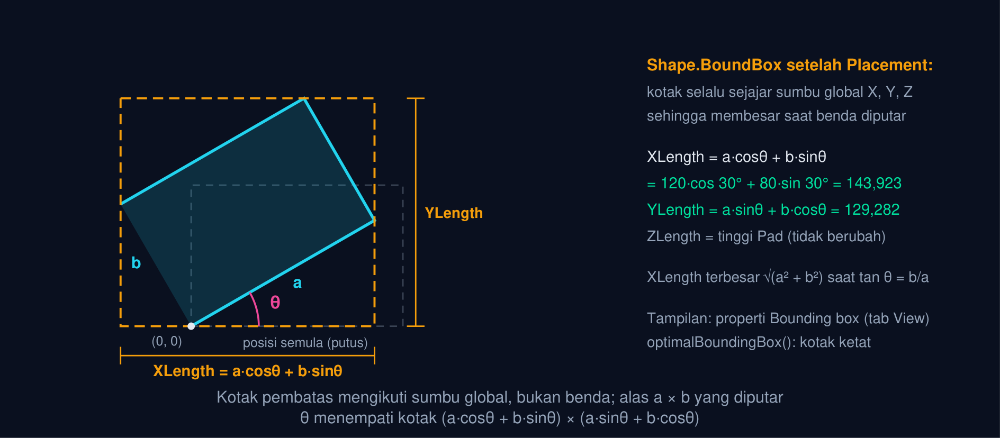 Shape.BoundBox setelah Placement:
kotak selalu sejajar sumbu global X, Y, Z
sehingga membesar saat benda diputar
XLength = a·cosθ + b·sinθ
= 120·cos 30° + 80·sin 30° = 143,923
YLength = a·sinθ + b·cosθ = 129,282
ZLength = tinggi Pad (tidak berubah)
XLength terbesar √(a² + b²) saat tan θ = b/a
Tampilan: properti Bounding box (tab View)
optimalBoundingBox(): kotak ketat
YLength
b
a
θ
(0, 0)
posisi semula (putus)
XLength = a·cosθ + b·sinθ
Kotak pembatas mengikuti sumbu global, bukan benda; alas a × b yang diputar
θ menempati kotak (a·cosθ + b·sinθ) × (a·sinθ + b·cosθ)